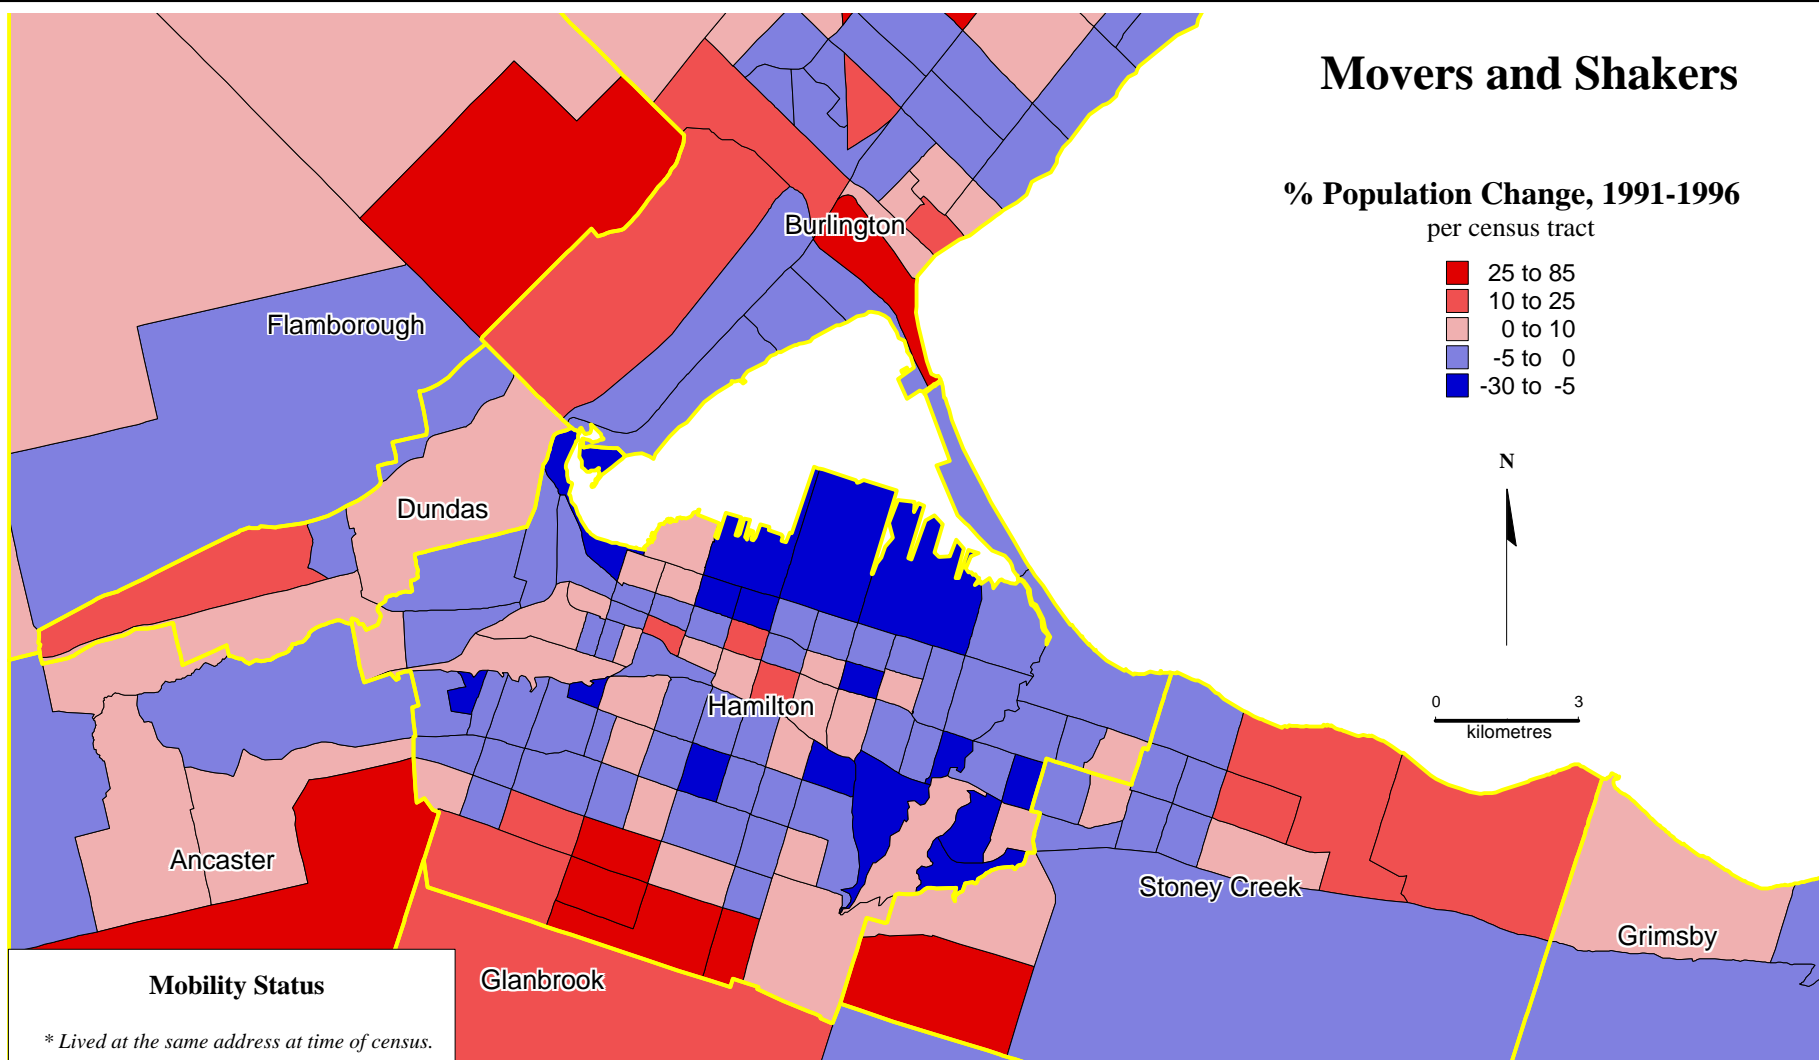 Movers and Shakers
% Population Change, 1991-1996
per census tract
25 to 85
10 to 25
0 to 10
-5 to 0
-30 to -5
N
0 3
kilometres
Burlington
Flamborough
Dundas
Hamilton
Ancaster
Stoney Creek
Grimsby
Glanbrook
Mobility Status
* Lived at the same address at time of census.